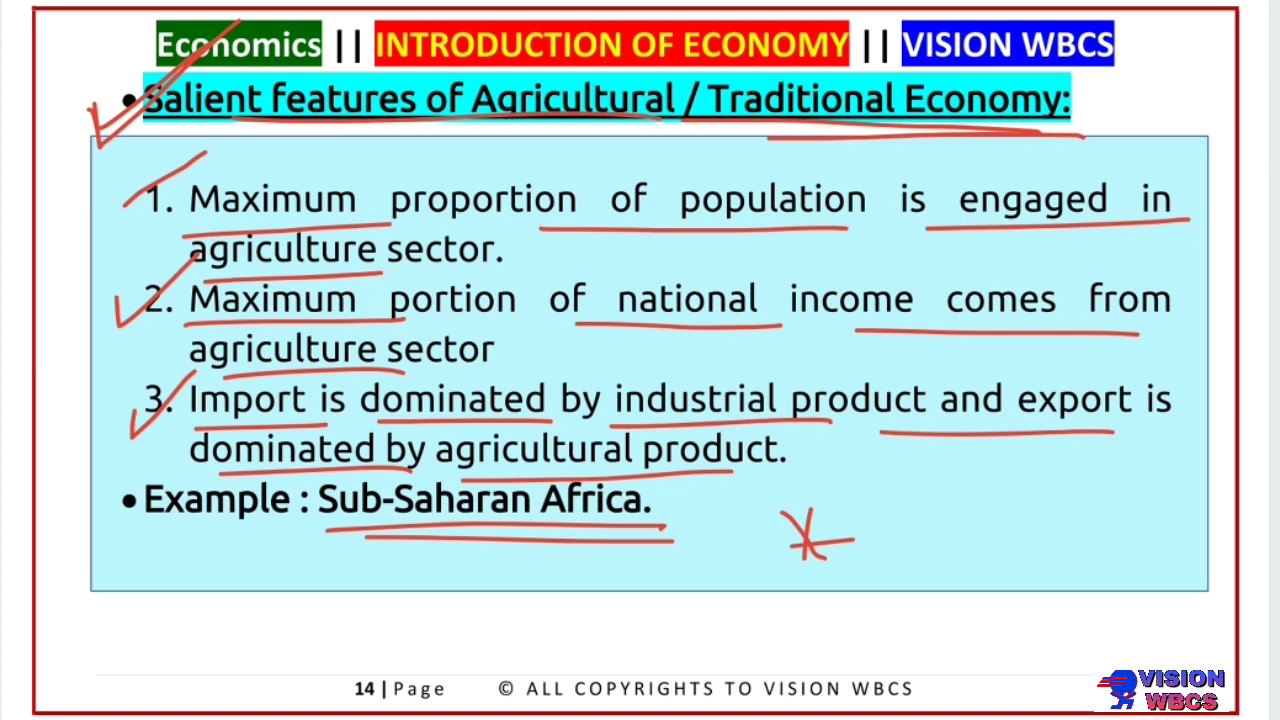 Economics || INTRODUCTION OF ECONOMY || VISION WBCS
• Salient features of Agricultural / Traditional Economy:
1. Maximum proportion of population is engaged in
agriculture sector.
2. Maximum portion of national income comes from
agriculture sector
3. Import is dominated by industrial product and export is
dominated by agricultural product.
• Example : Sub-Saharan Africa.
14 | Page © ALL COPYRIGHTS TO VISION WBCS
VISION
WBCS